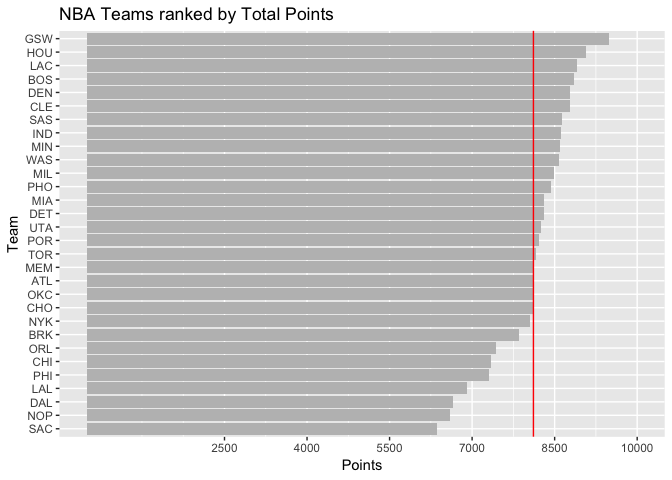 NBA Teams ranked by Total Points
GSW
HOU
LAC
BOS
DEN
CLE
SAS
IND
MIN
WAS
MIL
PHO
MIA
DET
UTA
POR
TOR
MEM
ATL
OKC
CHO
NYK
BRK
ORL
CHI
PHI
LAL
DAL
NOP
SAC
Team
2500 4000 5500 7000 8500 10000
Points